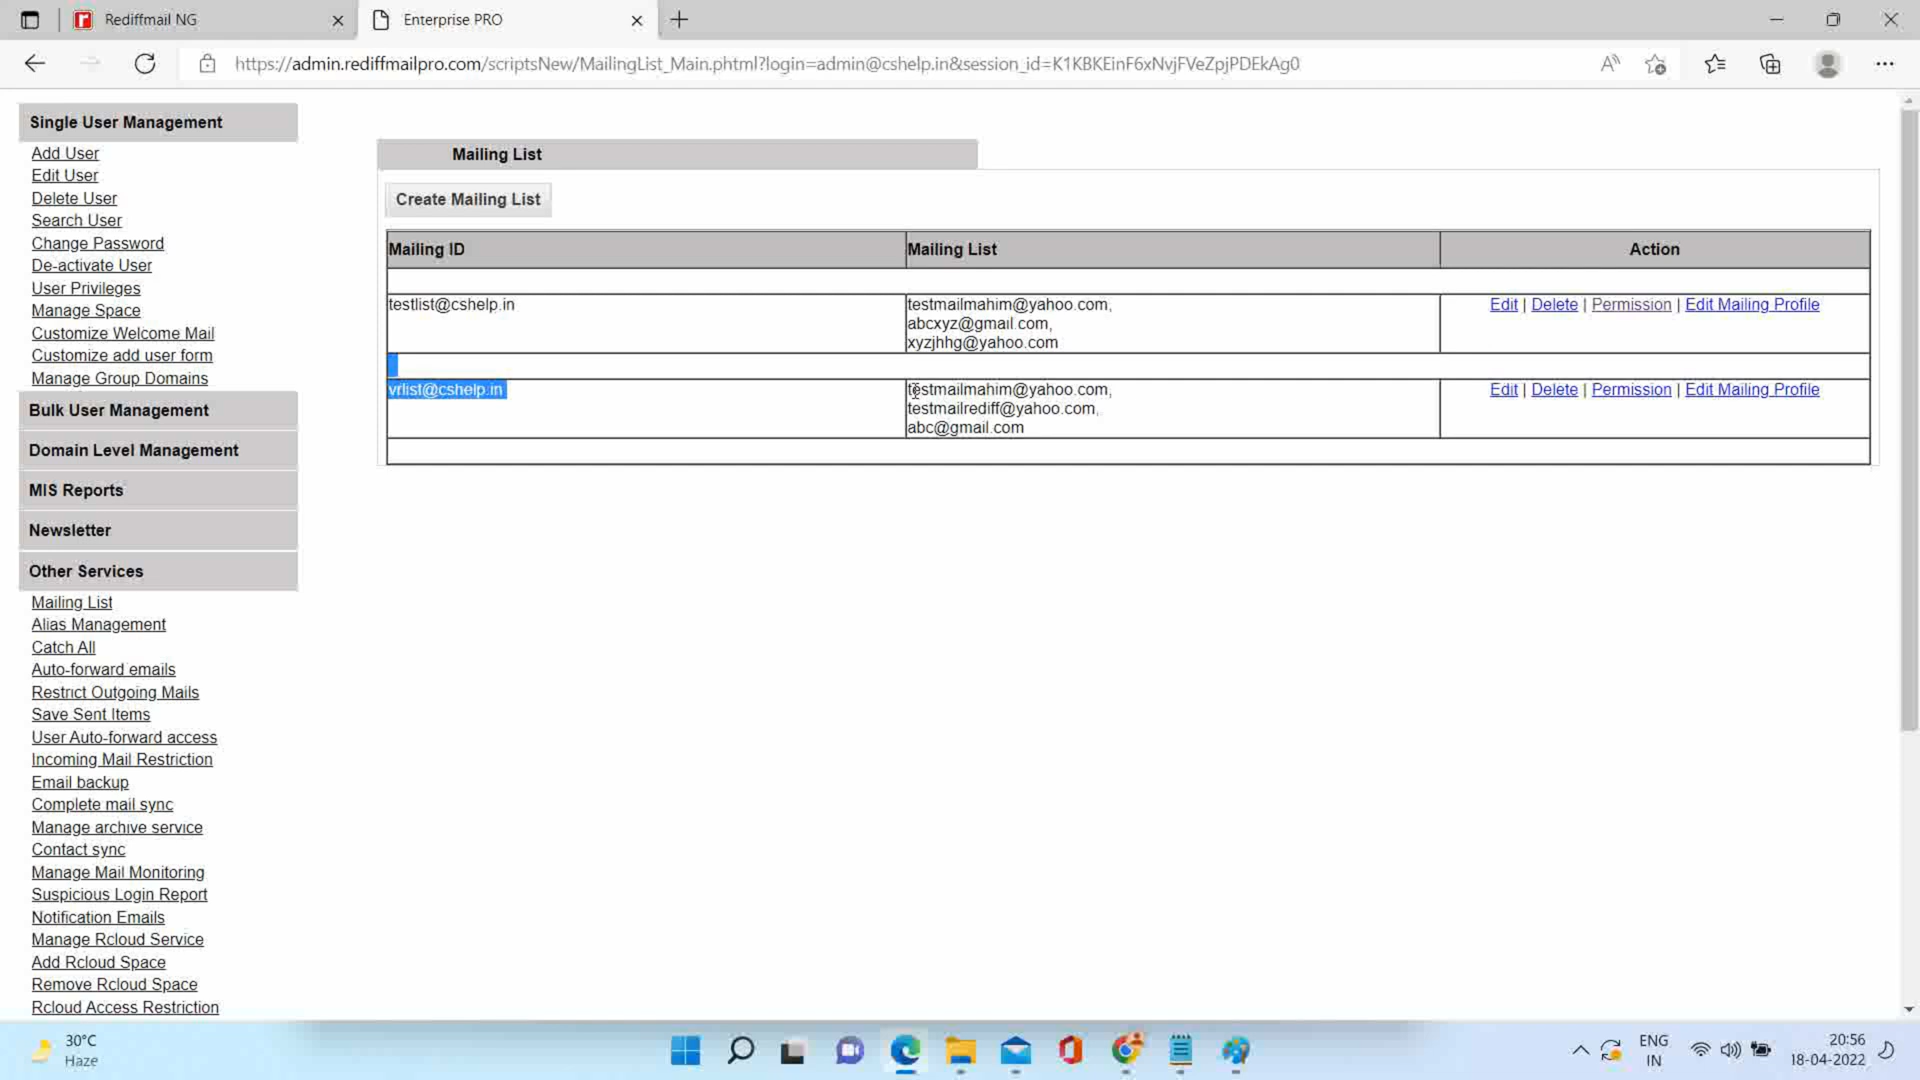 Rediffmail NG
Enterprise PRO
https://admin.rediffmailpro.com/scriptsNew/MailingList_Main.phtml?login=admin@cshelp.in&session_id=K1KBKEinF6xNvjFVeZpjPDEkAg0
Single User Management
Add User
Edit User
Delete User
Search User
Change Password
De-activate User
User Privileges
Manage Space
Customize Welcome Mail
Customize add user form
Manage Group Domains
Bulk User Management
Domain Level Management
MIS Reports
Newsletter
Other Services
Mailing List
Alias Management
Catch All
Auto-forward emails
Restrict Outgoing Mails
Save Sent Items
User Auto-forward access
Incoming Mail Restriction
Email backup
Complete mail sync
Manage archive service
Contact sync
Manage Mail Monitoring
Suspicious Login Report
Notification Emails
Manage Rcloud Service
Add Rcloud Space
Remove Rcloud Space
Rcloud Access Restriction
Mailing List
Create Mailing List
Mailing ID Mailing List Action
testlist@cshelp.in testmailmahim@yahoo.com, Edit | Delete | Permission | Edit Mailing Profile
abcxyz@gmail.com,
xyzjhhg@yahoo.com
vrlist@cshelp.in testmailmahim@yahoo.com, Edit | Delete | Permission | Edit Mailing Profile
testmailrediff@yahoo.com,
abc@gmail.com
30°C
Haze
ENG
IN
20:56
18-04-2022